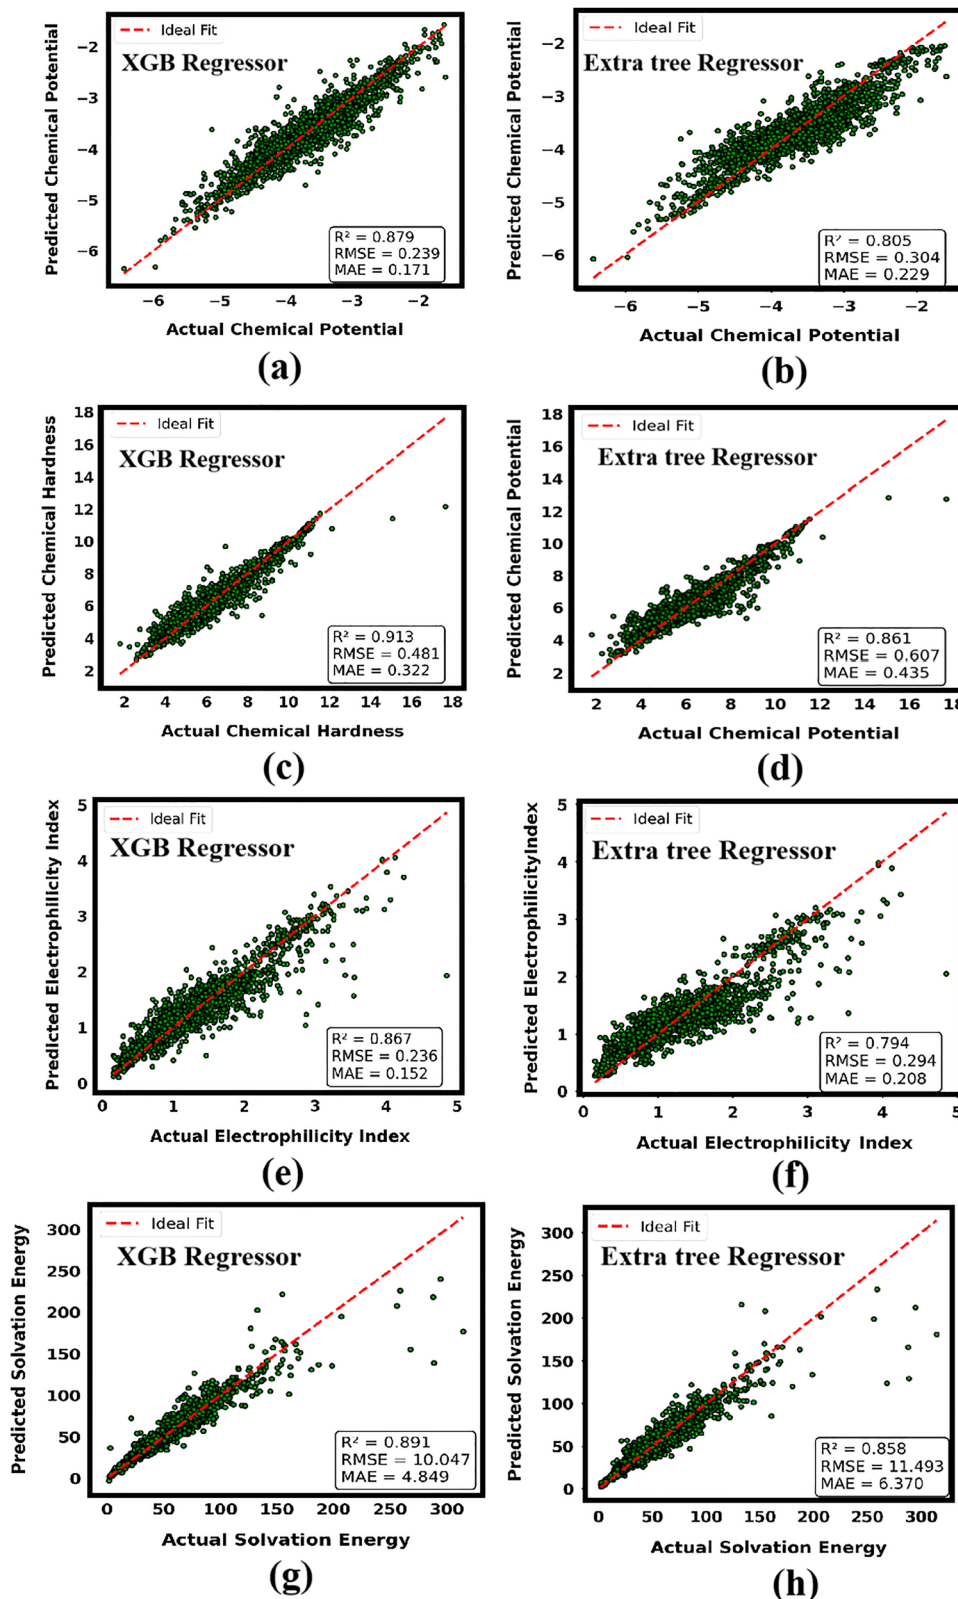 Ideal Fit
XGB Regressor
Predicted Chemical Potential
−2
−3
−4
−5
−6
R² = 0.879
RMSE = 0.239
MAE = 0.171
−6 −5 −4 −3 −2
Actual Chemical Potential
(a)
Ideal Fit
Extra tree Regressor
Predicted Chemical Potential
−2
−3
−4
−5
−6
R² = 0.805
RMSE = 0.304
MAE = 0.229
−6 −5 −4 −3 −2
Actual Chemical Potential
(b)
Ideal Fit
XGB Regressor
Predicted Chemical Hardness
18
16
14
12
10
8
6
4
2
R² = 0.913
RMSE = 0.481
MAE = 0.322
2 4 6 8 10 12 14 16 18
Actual Chemical Hardness
(c)
Ideal Fit
Extra tree Regressor
Predicted Chemical Potential
18
16
14
12
10
8
6
4
2
R² = 0.861
RMSE = 0.607
MAE = 0.435
2 4 6 8 10 12 14 16 18
Actual Chemical Potential
(d)
Ideal Fit
XGB Regressor
Predicted Electrophilicity Index
5
4
3
2
1
0
R² = 0.867
RMSE = 0.236
MAE = 0.152
0 1 2 3 4 5
Actual Electrophilicity Index
(e)
Ideal Fit
Extra tree Regressor
Predicted ElectrophilicityIndex
5
4
3
2
1
0
R² = 0.794
RMSE = 0.294
MAE = 0.208
0 1 2 3 4 5
Actual Electrophilicity Index
(f)
Ideal Fit
XGB Regressor
Predicted Solvation Energy
300
250
200
150
100
50
0
R² = 0.891
RMSE = 10.047
MAE = 4.849
0 50 100 150 200 250 300
Actual Solvation Energy
(g)
Ideal Fit
Extra tree Regressor
Predicted Solvation Energy
300
250
200
150
100
50
0
R² = 0.858
RMSE = 11.493
MAE = 6.370
0 50 100 150 200 250 300
Actual Solvation Energy
(h)